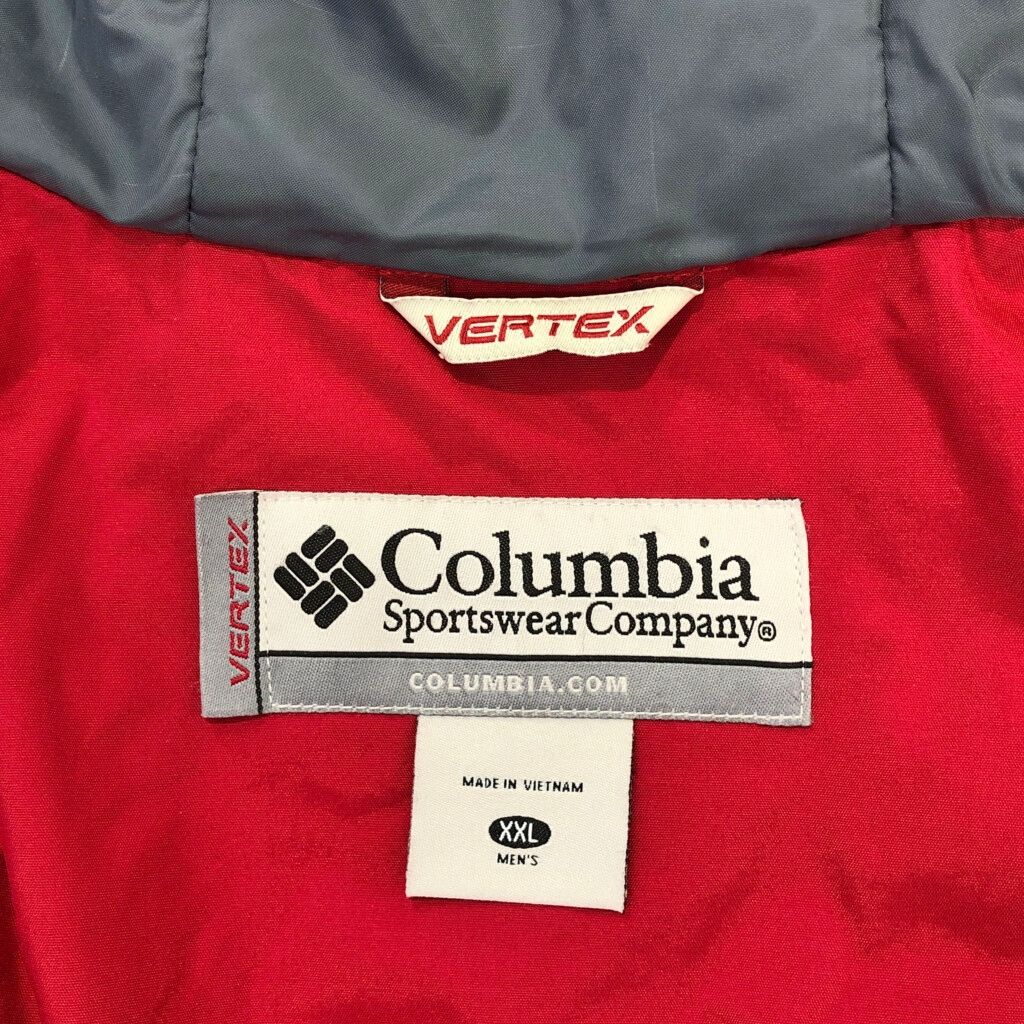 VERTEX
VERTEX
Columbia
Sportswear Company®
COLUMBIA.COM
MADE IN VIETNAM
XXL
MEN'S